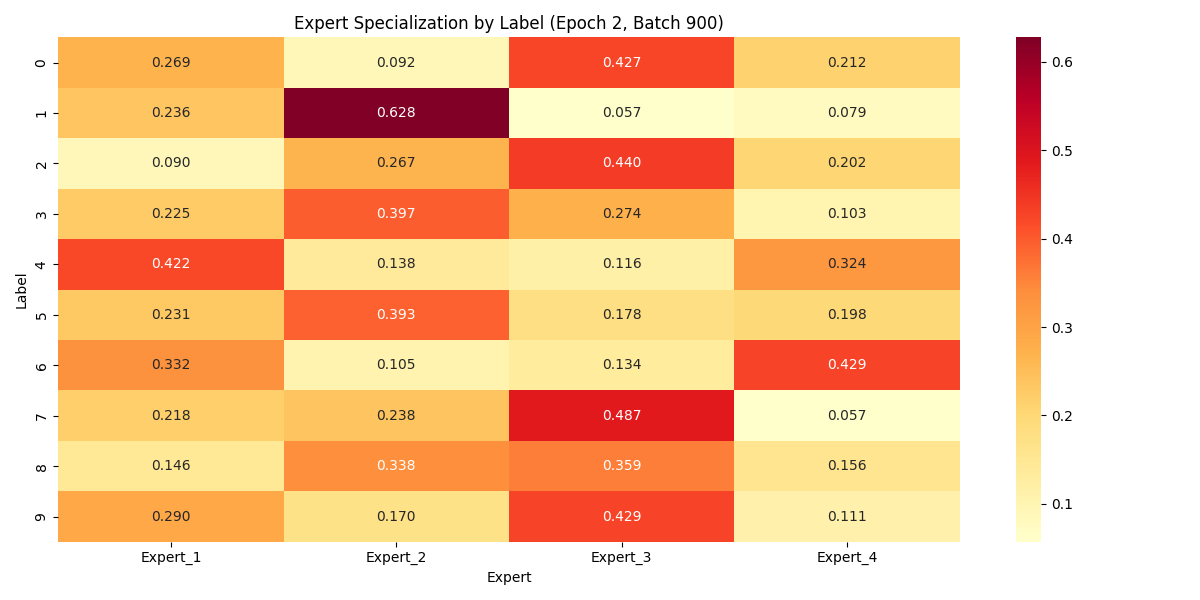 Expert Specialization by Label (Epoch 2, Batch 900)
Label
0 0.269 0.092 0.427 0.212
1 0.236 0.628 0.057 0.079
2 0.090 0.267 0.440 0.202
3 0.225 0.397 0.274 0.103
4 0.422 0.138 0.116 0.324
5 0.231 0.393 0.178 0.198
6 0.332 0.105 0.134 0.429
7 0.218 0.238 0.487 0.057
8 0.146 0.338 0.359 0.156
9 0.290 0.170 0.429 0.111
Expert_1 Expert_2 Expert_3 Expert_4
Expert
0.6
0.5
0.4
0.3
0.2
0.1